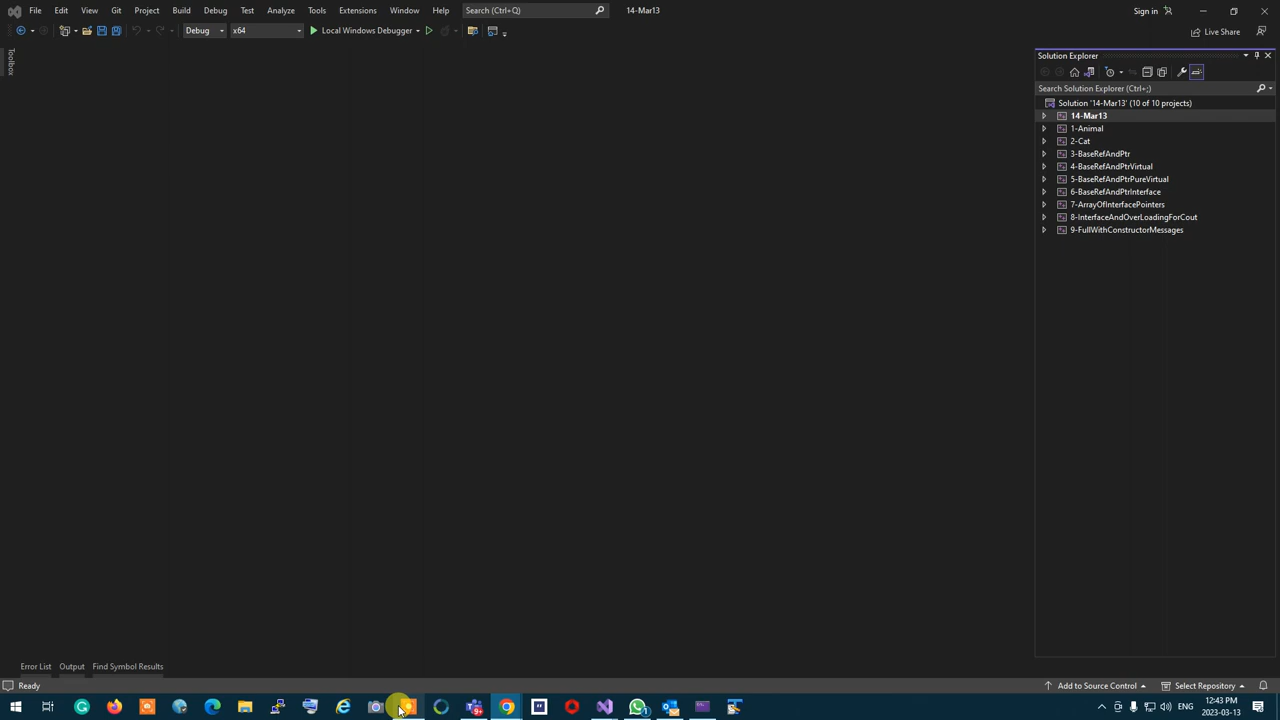 File Edit View Git Project Build Debug Test Analyze Tools Extensions Window Help Search (Ctrl+Q) 14-Mar13 Sign in
Debug x64 Local Windows Debugger Live Share
Toolbox
Solution Explorer
Search Solution Explorer (Ctrl+;)
Solution '14-Mar13' (10 of 10 projects)
14-Mar13
1-Animal
2-Cat
3-BaseRefAndPtr
4-BaseRefAndPtrVirtual
5-BaseRefAndPtrPureVirtual
6-BaseRefAndPtrInterface
7-ArrayOfInterfacePointers
8-InterfaceAndOverLoadingForCout
9-FullWithConstructorMessages
Error List Output Find Symbol Results
Ready Add to Source Control Select Repository
ENG 12:43 PM
2023-03-13